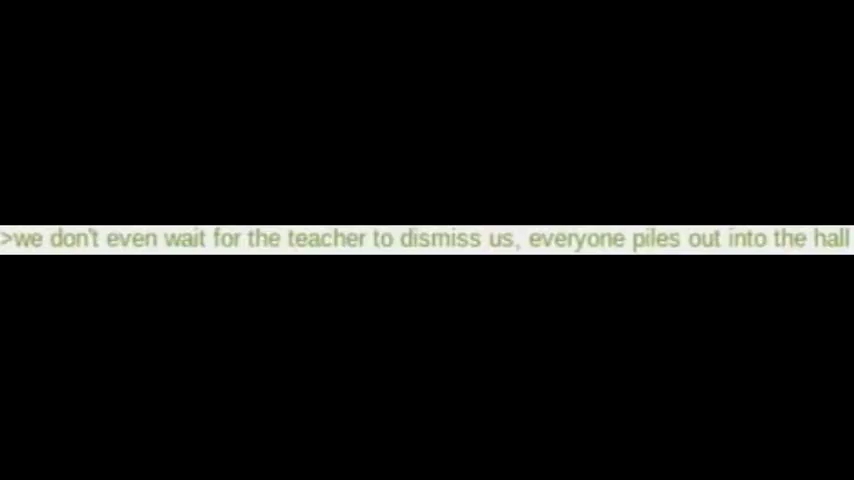 >we don't even wait for the teacher to dismiss us, everyone piles out into the hall